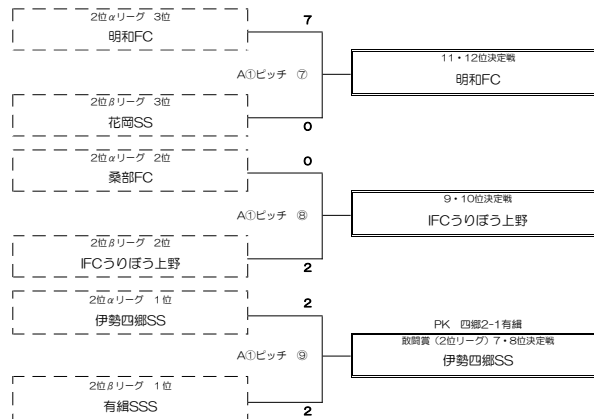 2位αリーグ 3位
7
明和FC
11・12位決定戦
A①ピッチ ⑦
明和FC
2位βリーグ 3位
花岡SS
0
2位αリーグ 2位
0
桑部FC
9・10位決定戦
A①ピッチ ⑧
IFCうりぼう上野
2位βリーグ 2位
IFCうりぼう上野
2
2位αリーグ 1位
2
伊勢四郷SS
PK 四郷2-1有緝
敢闘賞（2位リーグ）7・8位決定戦
A①ピッチ ⑨
伊勢四郷SS
2位βリーグ 1位
有緝SSS
2